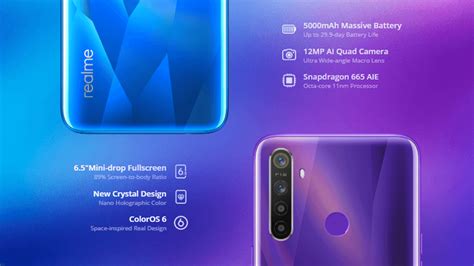 realme
5000mAh Massive Battery
Up to 29.9-day Battery Life
12MP AI Quad Camera
Ultra Wide-angle Macro Lens
Snapdragon 665 AIE
Octa-core 11nm Processor
6.5"Mini-drop Fullscreen
89% Screen-to-body Ratio
6
New Crystal Design
Nano Holographic Color
ColorOS 6
Space-inspired Real Design
6